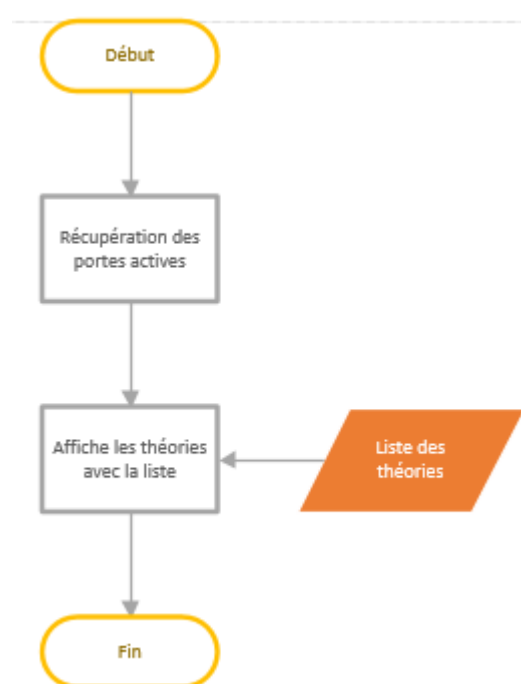 Début
Récupération des
portes actives
Affiche les théories
avec la liste
Liste des
théories
Fin